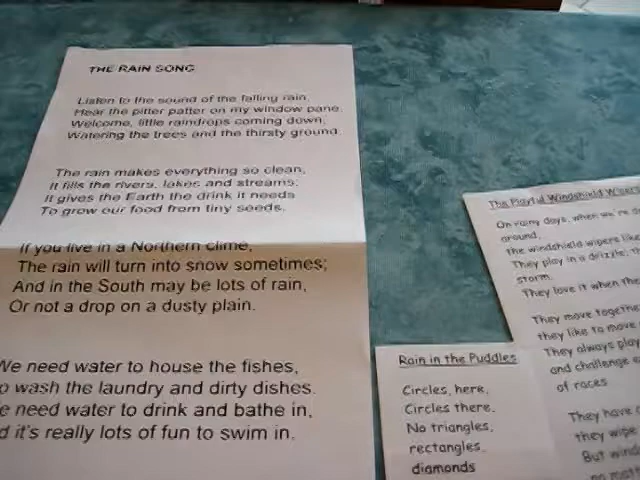 THE RAIN SONG
Listen to the sound of the falling rain,
Hear the pitter patter on my window pane.
Welcome, little raindrops coming down,
Watering the trees and the thirsty ground.
The rain makes everything so clean,
It fills the rivers, lakes and streams;
It gives the Earth the drink it needs
To grow our food from tiny seeds.
If you live in a Northern clime,
The rain will turn into snow sometimes;
And in the South may be lots of rain,
Or not a drop on a dusty plain.
We need water to house the fishes,
o wash the laundry and dirty dishes.
e need water to drink and bathe in,
d it's really lots of fun to swim in.
The Playful Windshield
On rainy days, when we're
around,
the windshield wipers like
They play in a drizzle,
storm.
They love it when the
They move together
they like to move
They always play
and challenge
of races
They have
they wipe
But
no
Rain in the Puddles
Circles, here,
Circles there.
No triangles,
rectangles,
diamonds